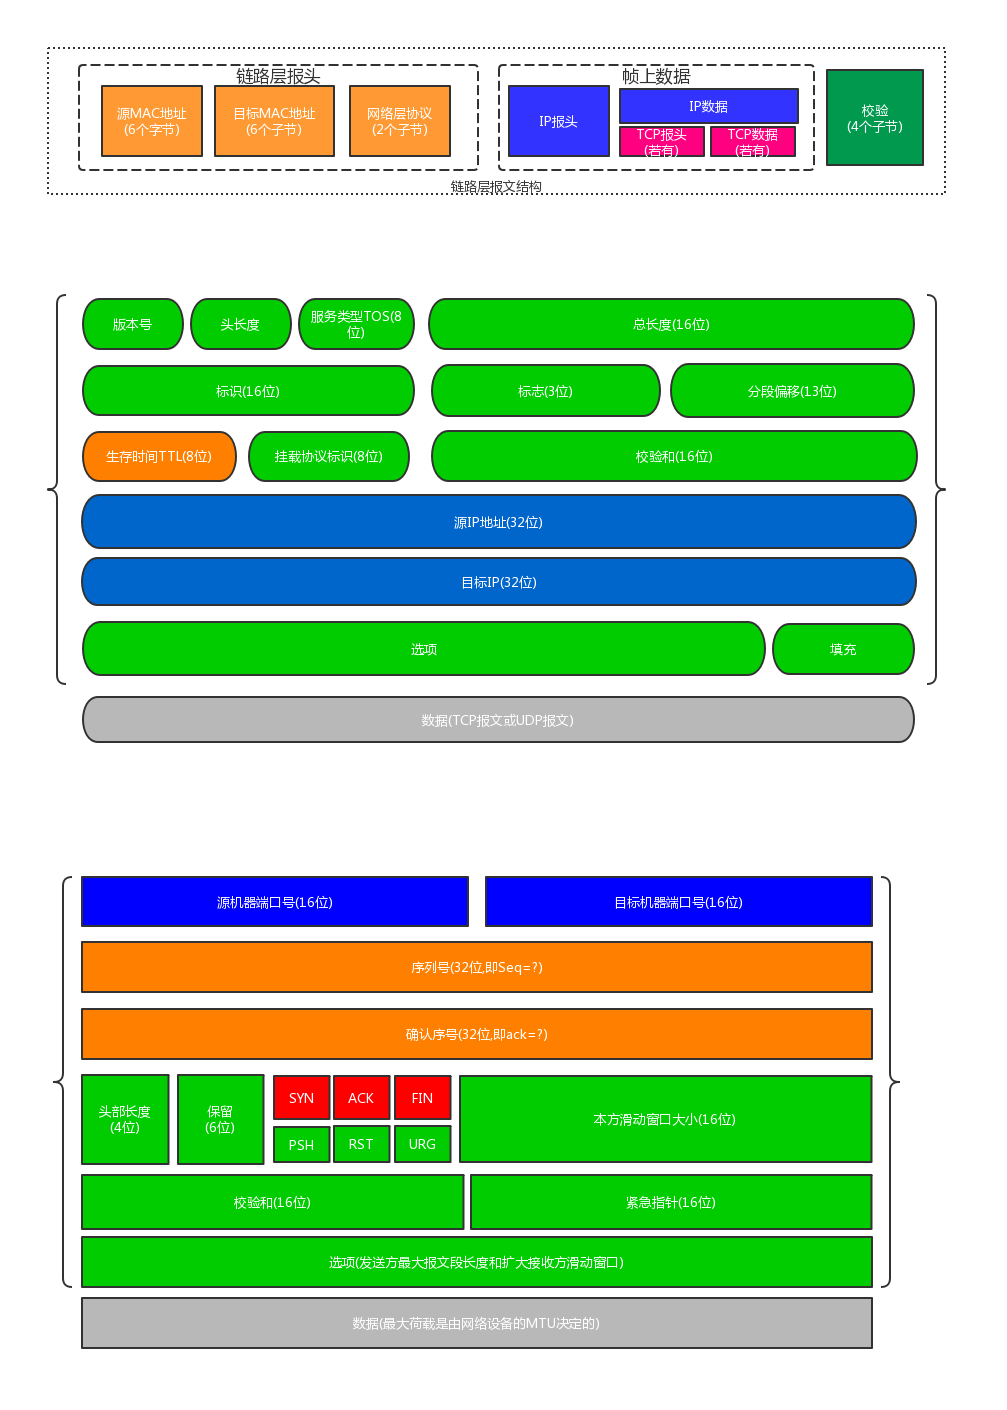 链路层报头
帧上数据
源MAC地址
(6个字节)
目标MAC地址
(6个子节)
网络层协议
(2个子节)
IP报头
IP数据
TCP报头
(若有)
TCP数据
(若有)
校验
(4个子节)
链路层报文结构
版本号
头长度
服务类型TOS(8
位)
总长度(16位)
标识(16位)
标志(3位)
分段偏移(13位)
生存时间TTL(8位)
挂载协议标识(8位)
校验和(16位)
源IP地址(32位)
目标IP(32位)
选项
填充
数据(TCP报文或UDP报文)
源机器端口号(16位)
目标机器端口号(16位)
序列号(32位,即Seq=?)
确认序号(32位,即ack=?)
头部长度
(4位)
保留
(6位)
SYN
ACK
FIN
PSH
RST
URG
本方滑动窗口大小(16位)
校验和(16位)
紧急指针(16位)
选项(发送方最大报文段长度和扩大接收方滑动窗口)
数据(最大荷载是由网络设备的MTU决定的)